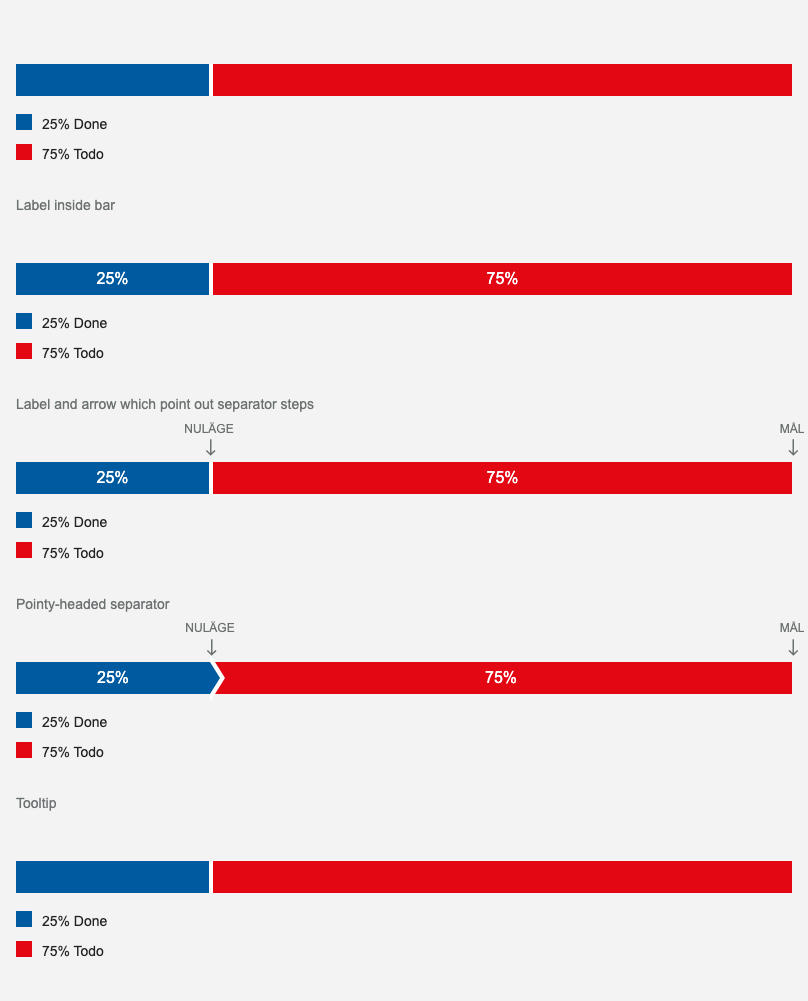 25% Done
75% Todo
Label inside bar
25% 75%
25% Done
75% Todo
Label and arrow which point out separator steps
NULÄGE MÅL
25% 75%
25% Done
75% Todo
Pointy-headed separator
NULÄGE MÅL
25% 75%
25% Done
75% Todo
Tooltip
25% Done
75% Todo